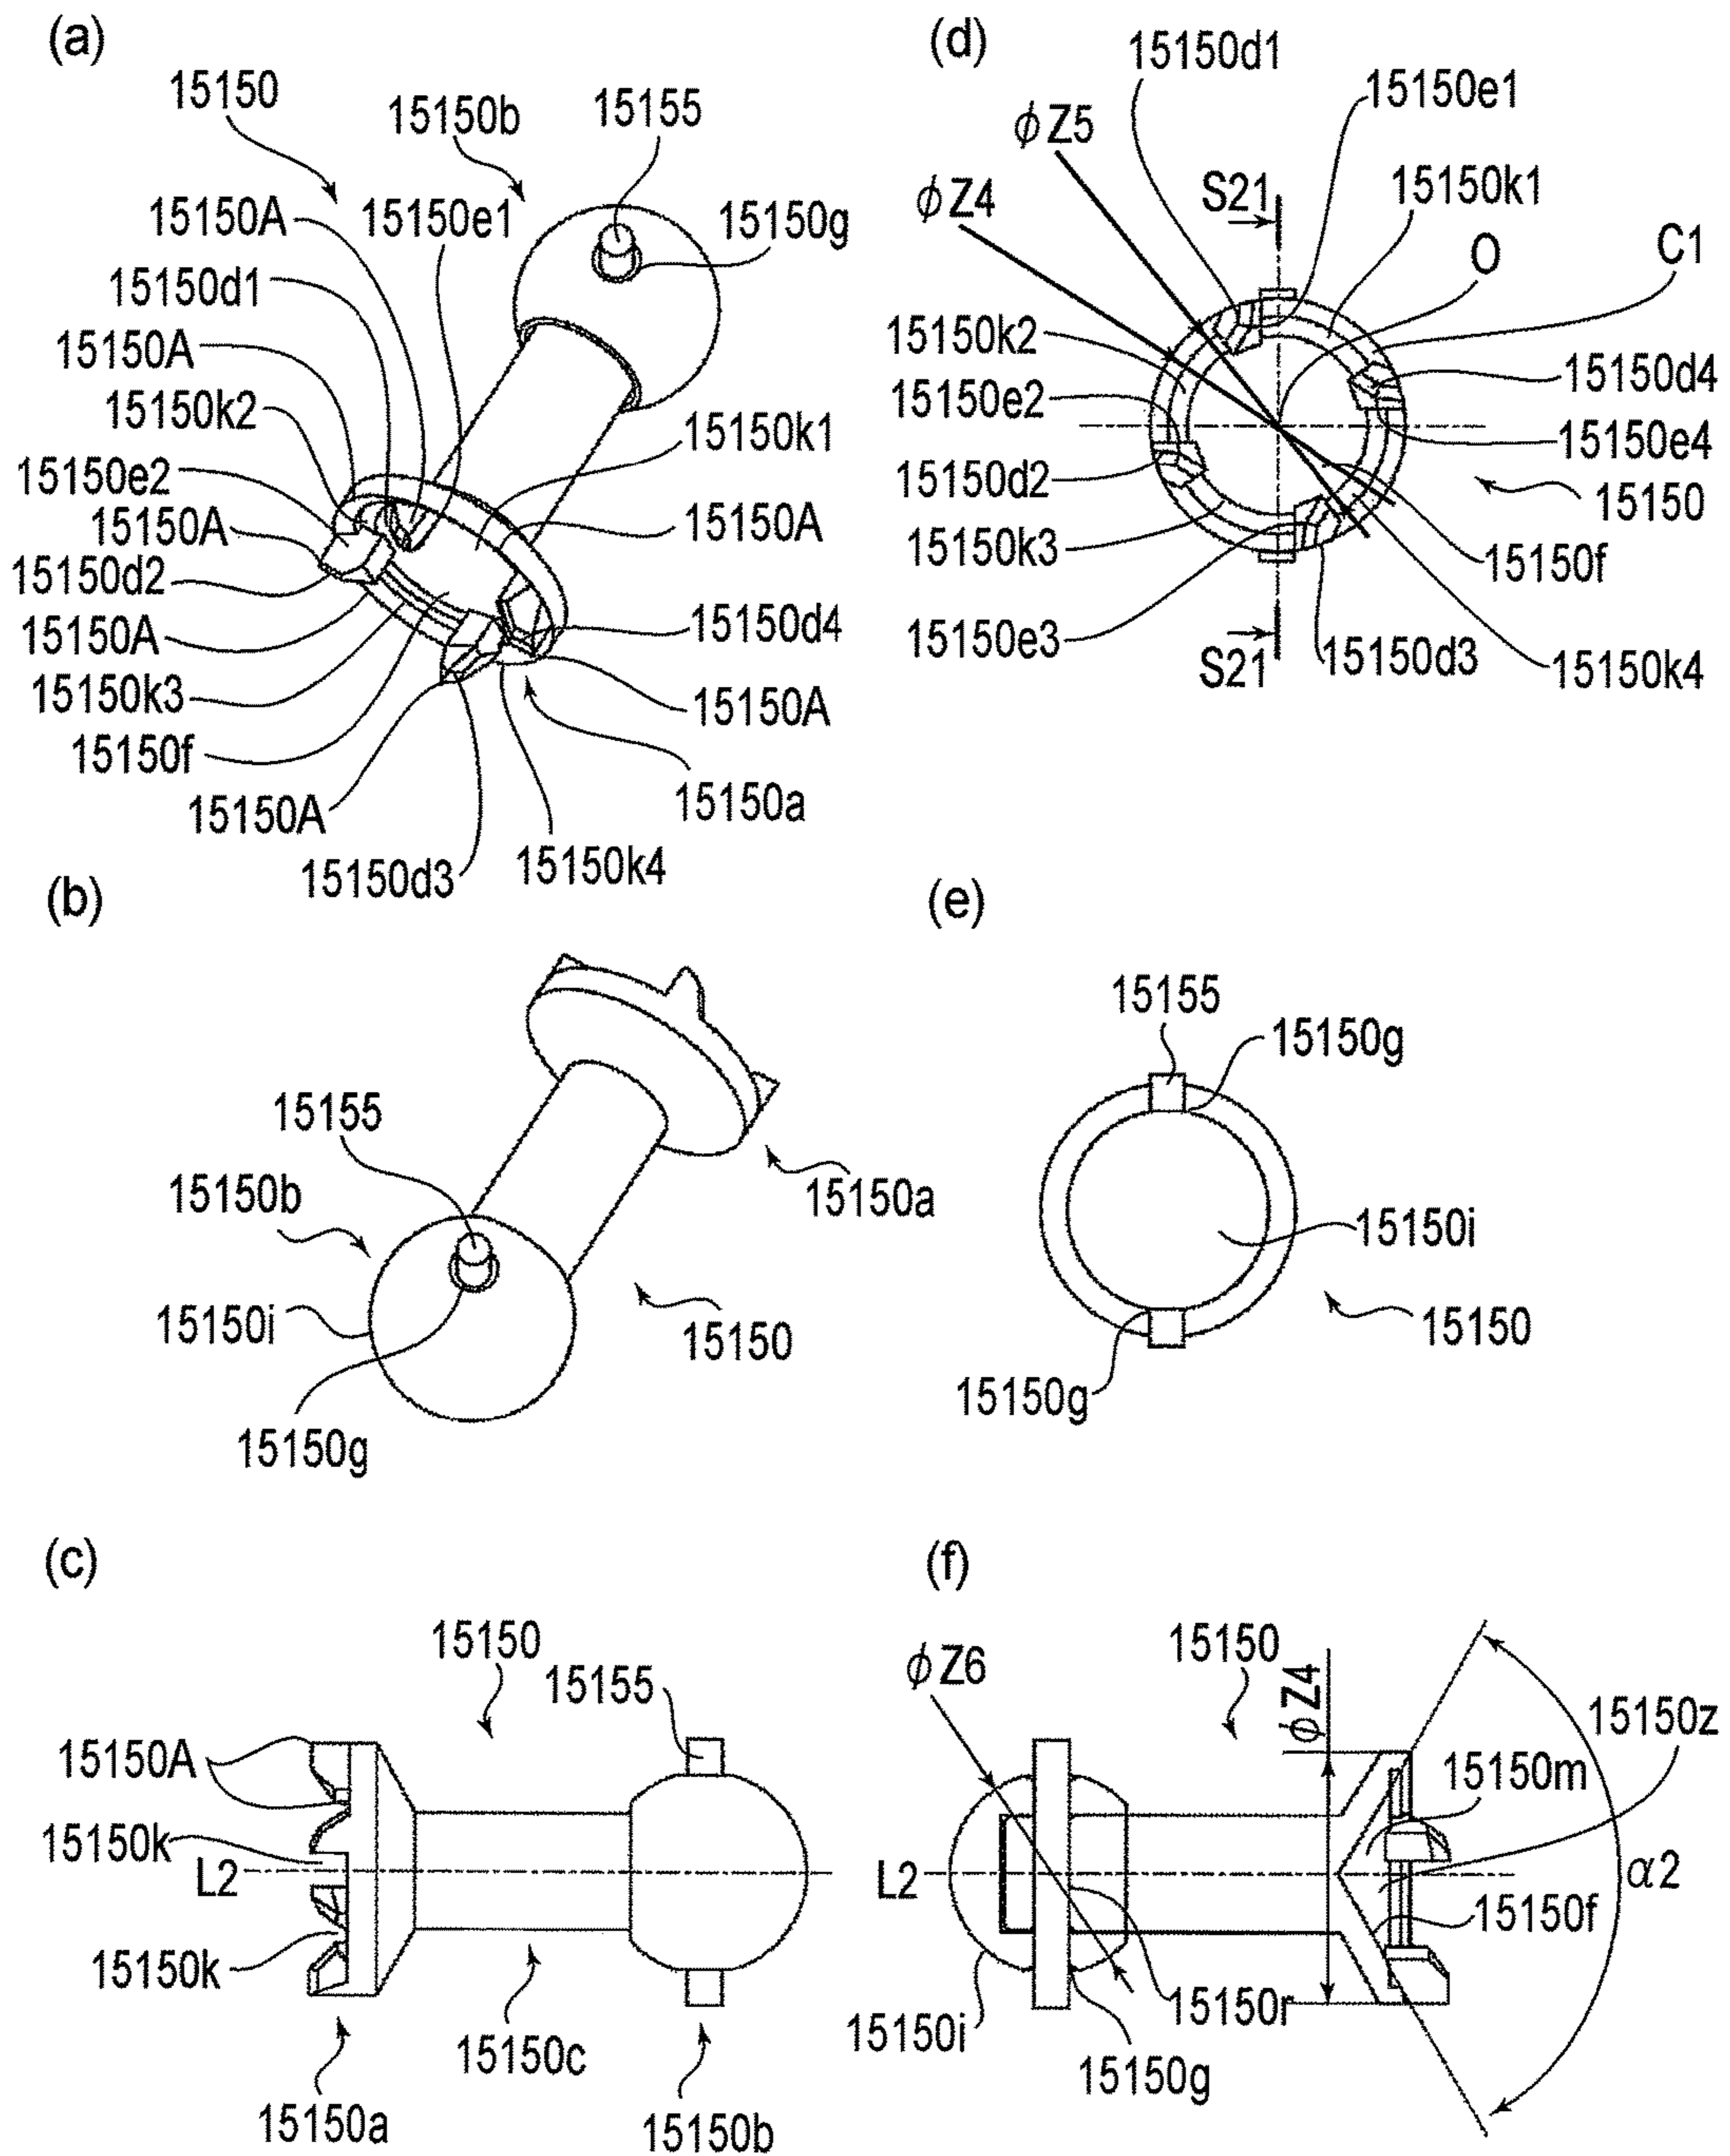 (a)
15150
15150b
15155
15150A
15150e1
15150g
15150d1
15150A
15150k2
15150k1
15150e2
15150A
15150A
15150d2
15150d4
15150A
15150k3
15150A
15150f
15150A
15150a
15150d3
15150k4
(d)
15150d1
15150e1
φZ5
φZ4
S21
15150k1
O
C1
15150k2
15150d4
15150e2
15150e4
15150d2
15150
15150k3
15150f
15150e3
15150d3
S21
15150k4
(b)
15155
15150b
15150a
15150i
15150
15150g
(e)
15155
15150g
15150i
15150
15150g
(c)
15150
15155
15150A
15150k
L2
15150k
15150c
15150a
15150b
(f)
15150
φZ6
φZ4
15150z
15150m
L2
α2
15150f
15150r
15150i
15150g